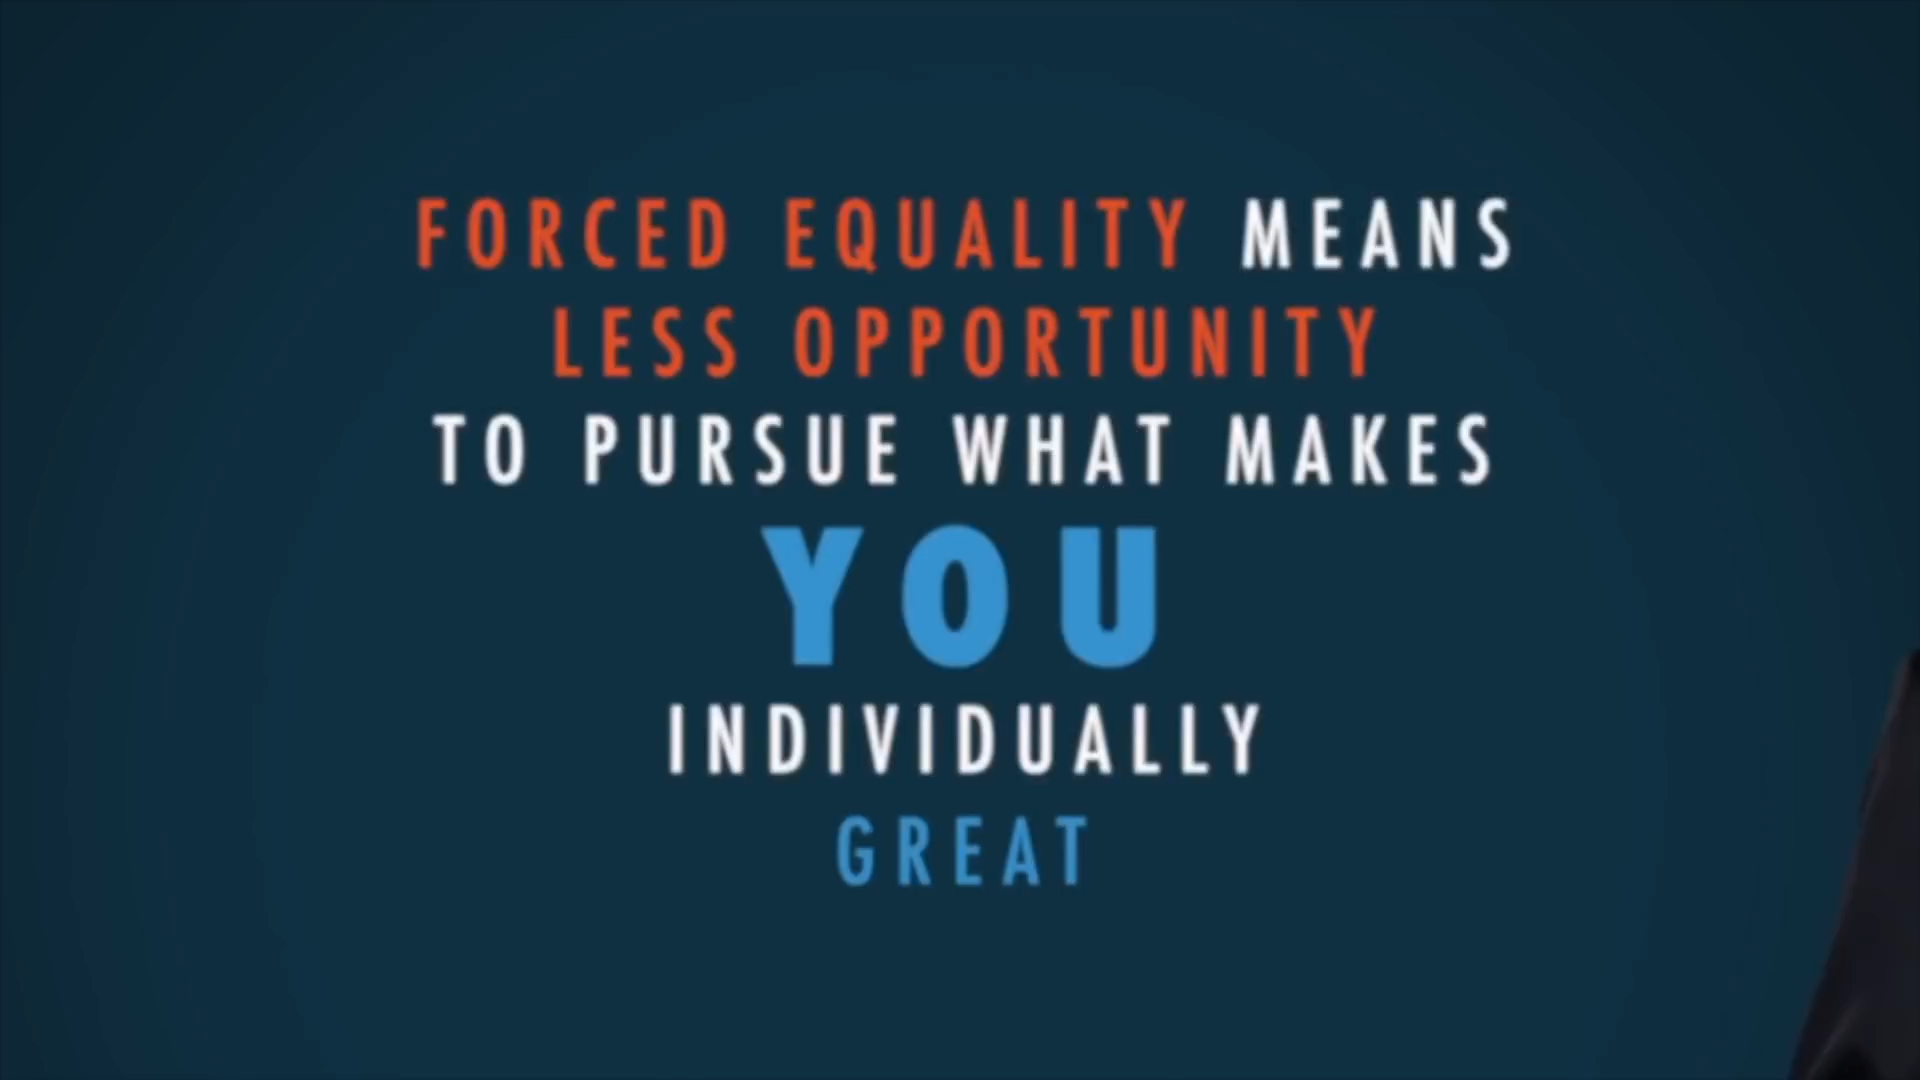 FORCED EQUALITY MEANS
LESS OPPORTUNITY
TO PURSUE WHAT MAKES
YOU
INDIVIDUALLY
GREAT